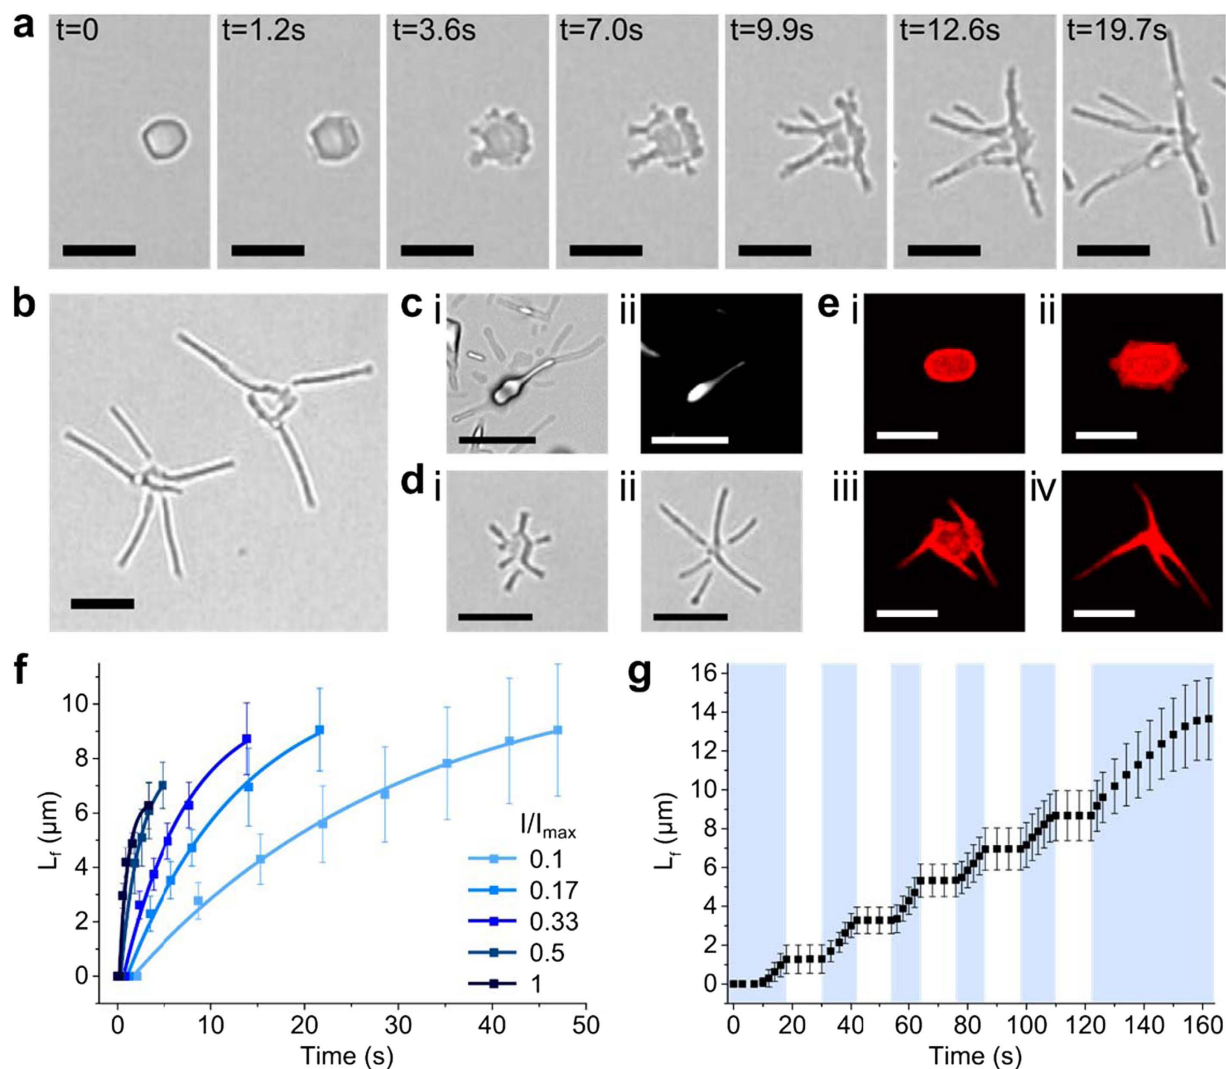 a
t=0 t=1.2s t=3.6s t=7.0s t=9.9s t=12.6s t=19.7s
b
c i ii
e i ii
d i ii
iii iv
f
L_f (µm)
10
8
6
4
2
0
I/I_max
0.1
0.17
0.33
0.5
1
0 10 20 30 40 50
Time (s)
g
L_f (µm)
16
14
12
10
8
6
4
2
0
0 20 40 60 80 100 120 140 160
Time (s)